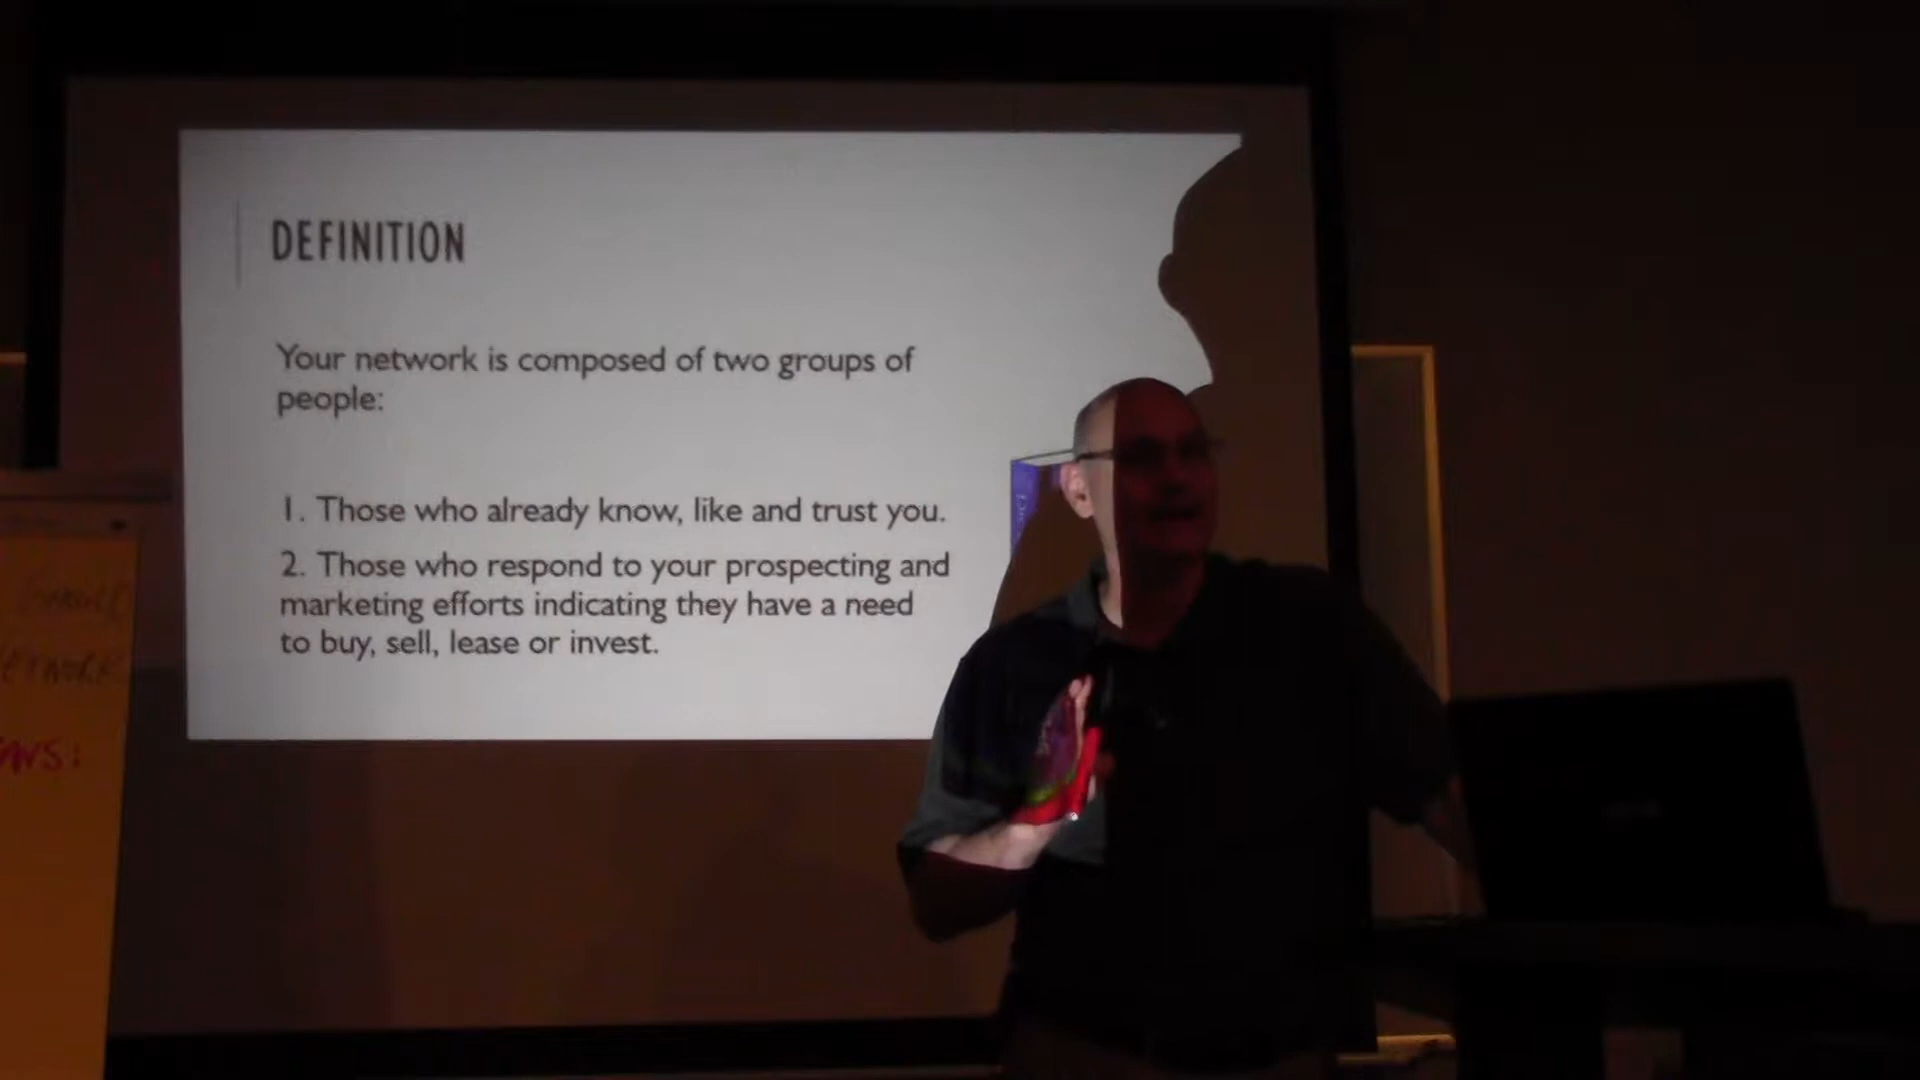 DEFINITION
Your network is composed of two groups of
people:
1. Those who already know, like and trust you.
2. Those who respond to your prospecting and
marketing efforts indicating they have a need
to buy, sell, lease or invest.